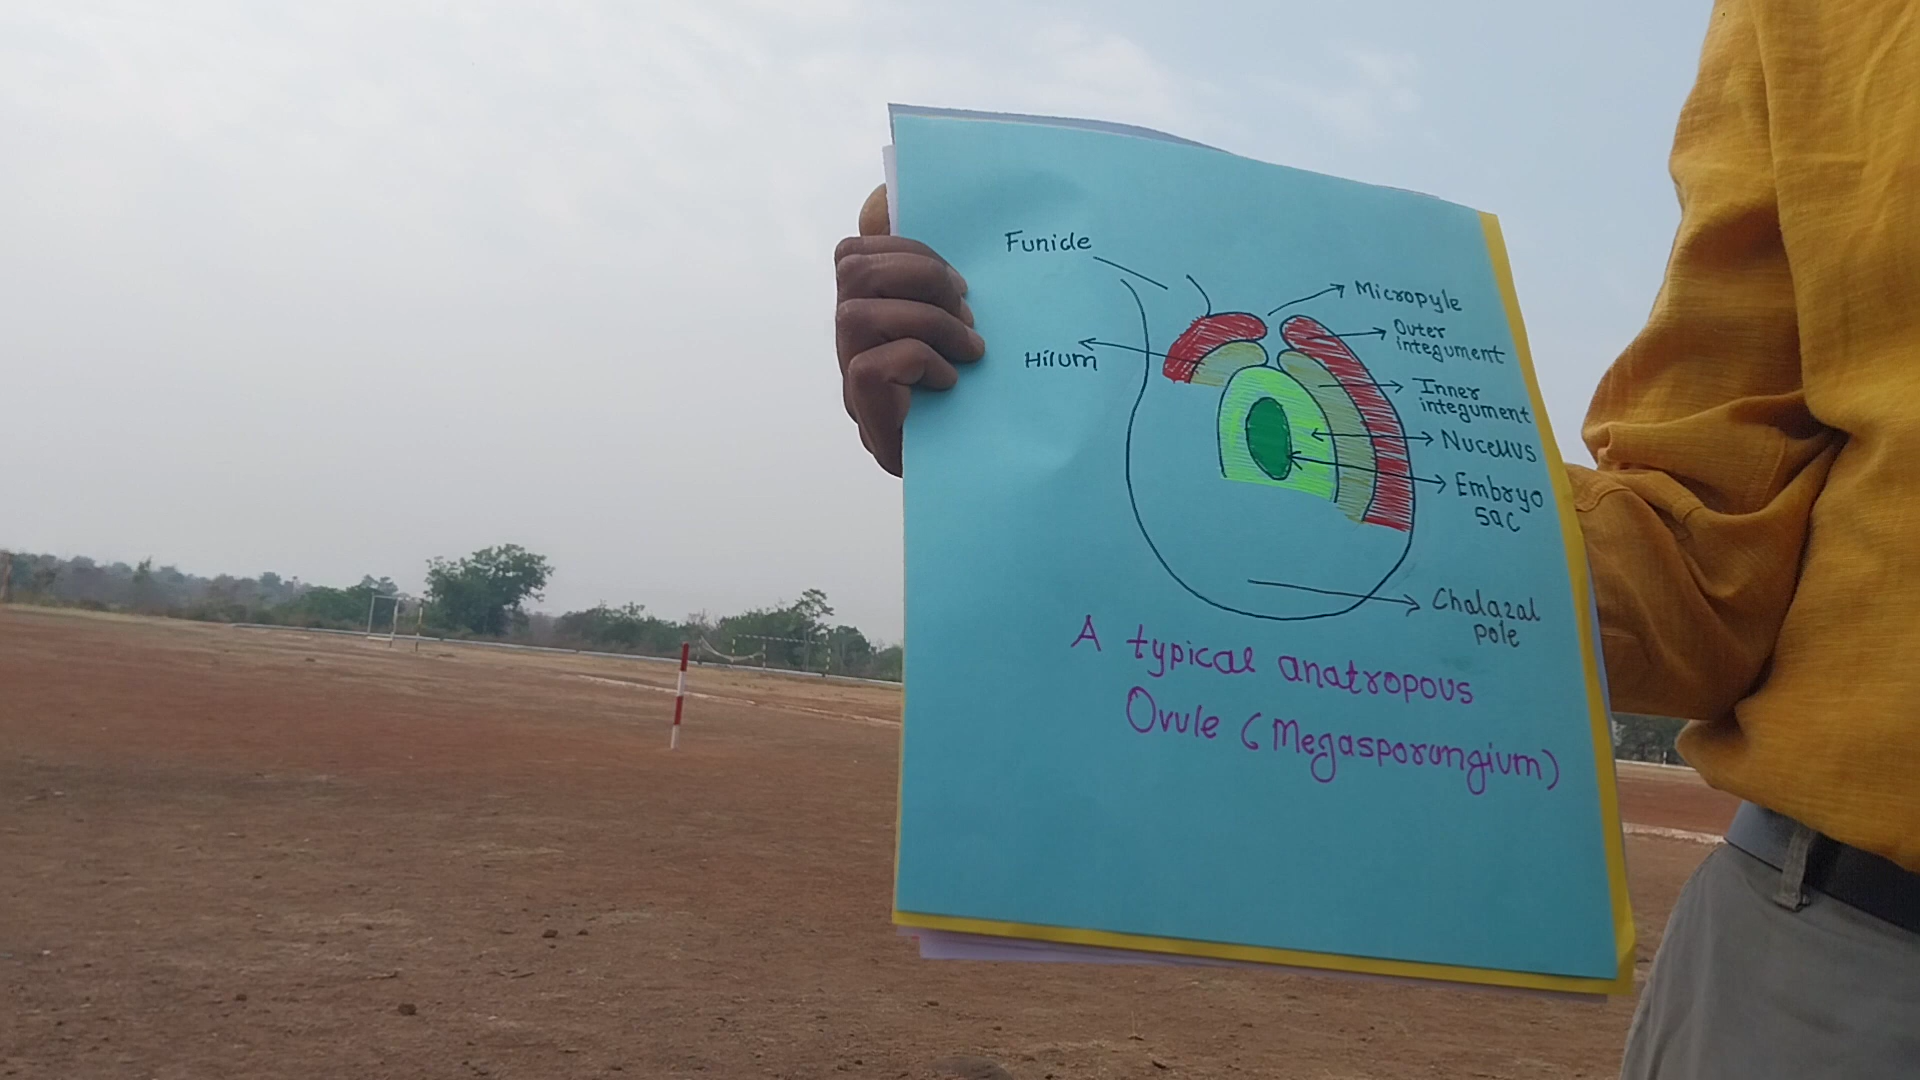 Funicle
Micropyle
Outer
integument
Hilum
Inner
integument
Nucellus
Embryo
sac
Chalazal
pole
A typical anatropous
Ovule (Megasporangium)